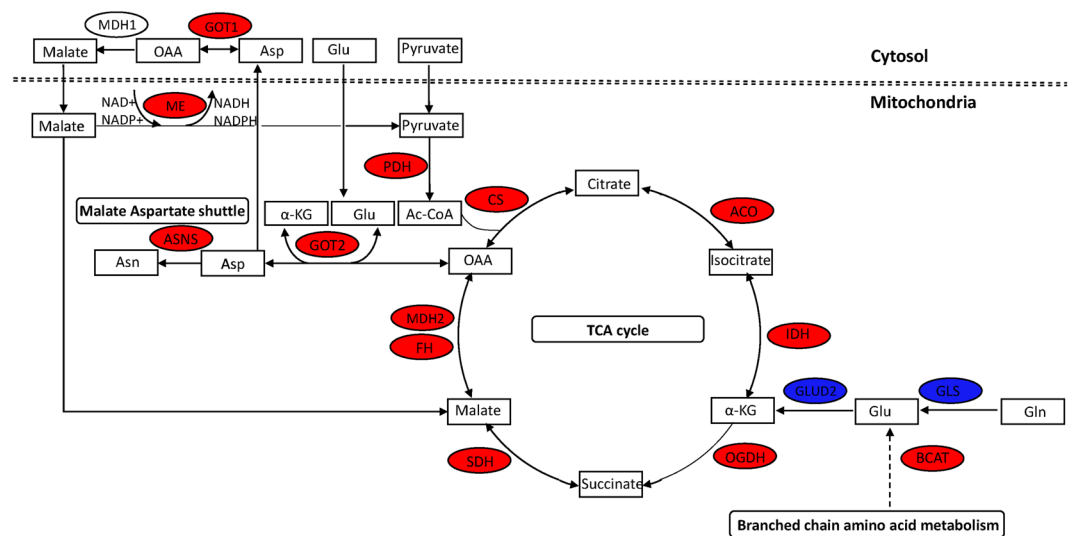 MDH1
GOT1
Malate
OAA
Asp
Glu
Pyruvate
Cytosol
Mitochondria
NAD+
NADP+
ME
NADH
NADPH
Malate
Pyruvate
PDH
Citrate
CS
ACO
Malate Aspartate shuttle
α-KG
Glu
Ac-CoA
ASNS
GOT2
Asn
Asp
OAA
Isocitrate
MDH2
FH
TCA cycle
IDH
GLUD2
GLS
Malate
α-KG
Glu
Gln
SDH
OGDH
BCAT
Succinate
Branched chain amino acid metabolism